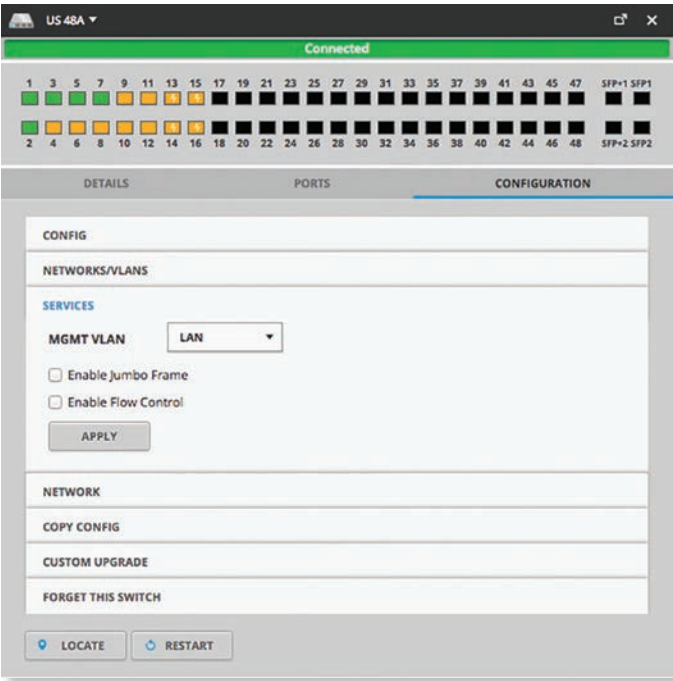 US 48A
Connected
1 3 5 7 9 11 13 15 17 19 21 23 25 27 29 31 33 35 37 39 41 43 45 47 SFP+1 SFP1
2 4 6 8 10 12 14 16 18 20 22 24 26 28 30 32 34 36 38 40 42 44 46 48 SFP+2 SFP2
DETAILS PORTS CONFIGURATION
CONFIG
NETWORKS/VLANS
SERVICES
MGMT VLAN LAN
Enable Jumbo Frame
Enable Flow Control
APPLY
NETWORK
COPY CONFIG
CUSTOM UPGRADE
FORGET THIS SWITCH
LOCATE RESTART